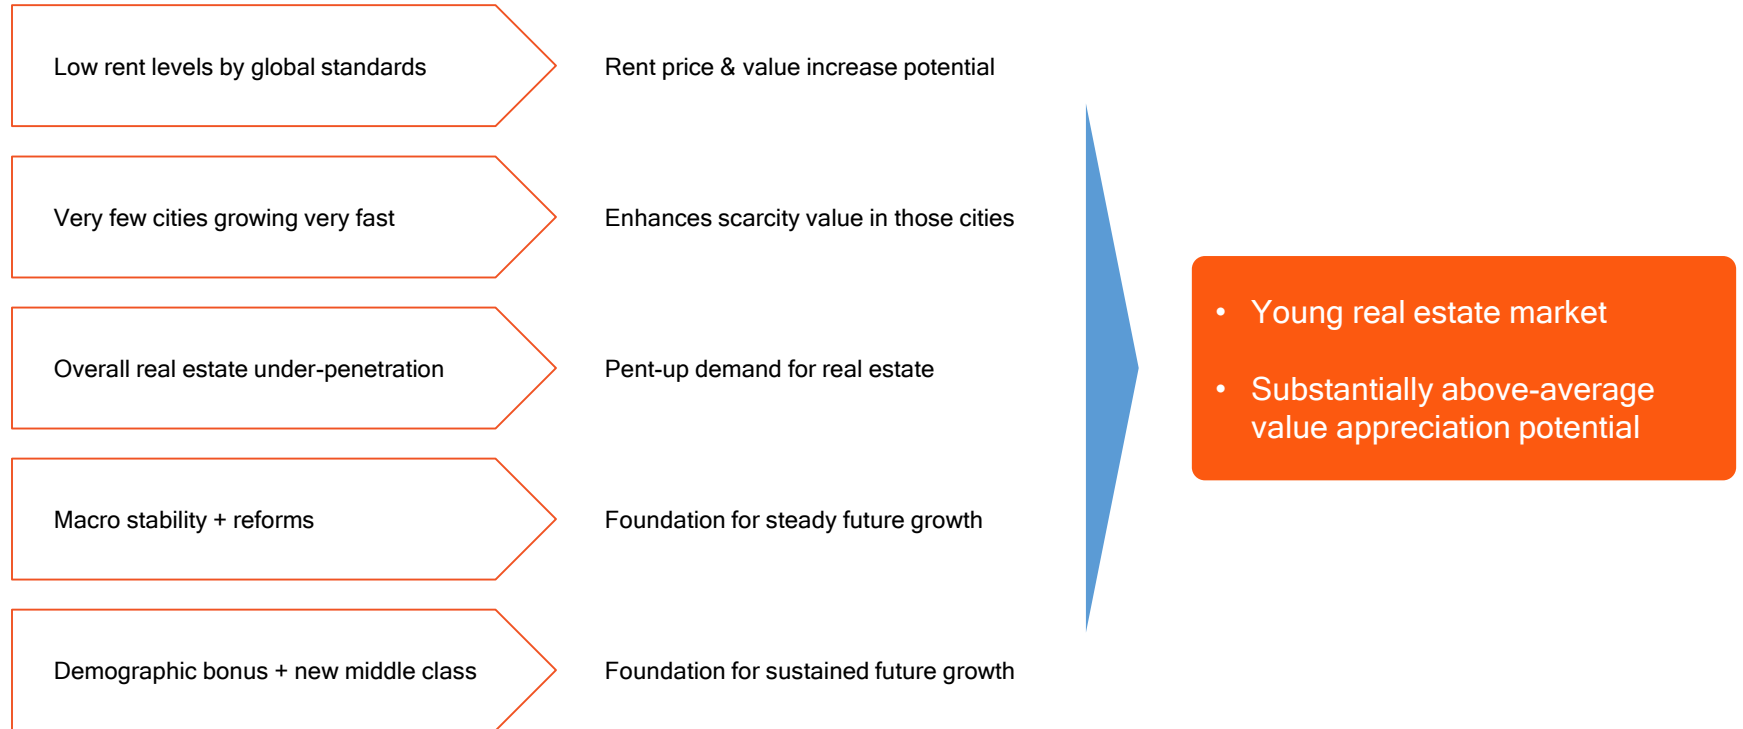 Low rent levels by global standards
Rent price & value increase potential
Very few cities growing very fast
Enhances scarcity value in those cities
Overall real estate under-penetration
Pent-up demand for real estate
Macro stability + reforms
Foundation for steady future growth
Demographic bonus + new middle class
Foundation for sustained future growth
• Young real estate market
• Substantially above-average
value appreciation potential